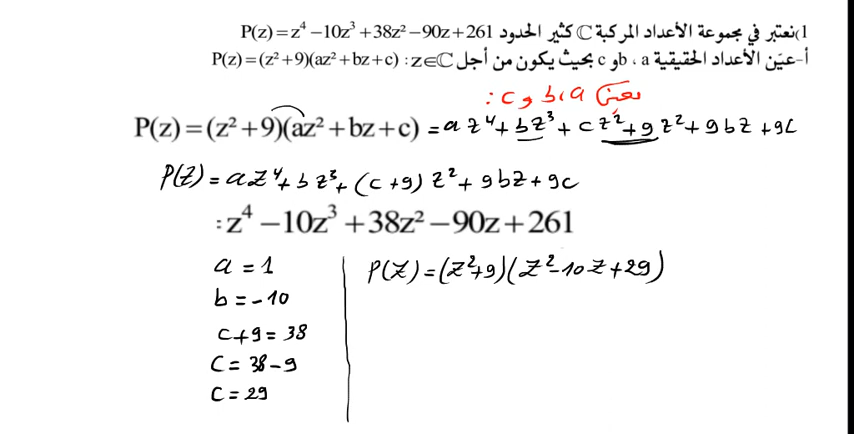 1) نعتبر في مجموعة الأعداد المركبة ℂ كثير الحدود P(z)=z⁴−10z³+38z²−90z+261
أ-عيّن الأعداد الحقيقية a ، b و c بحيث يكون من أجل z∈ℂ : P(z)=(z²+9)(az²+bz+c)
تعيين a، b و c :
P(z)=(z²+9)(az²+bz+c) = a z⁴+bz³+cz²+9z²+9bz+9c
P(z)=az⁴+bz³+(c+9)z²+9bz+9c
:z⁴−10z³+38z²−90z+261
a=1
b=-10
c+9=38
c=38-9
c=29
P(z)=(z²+9)(z²-10z+29)